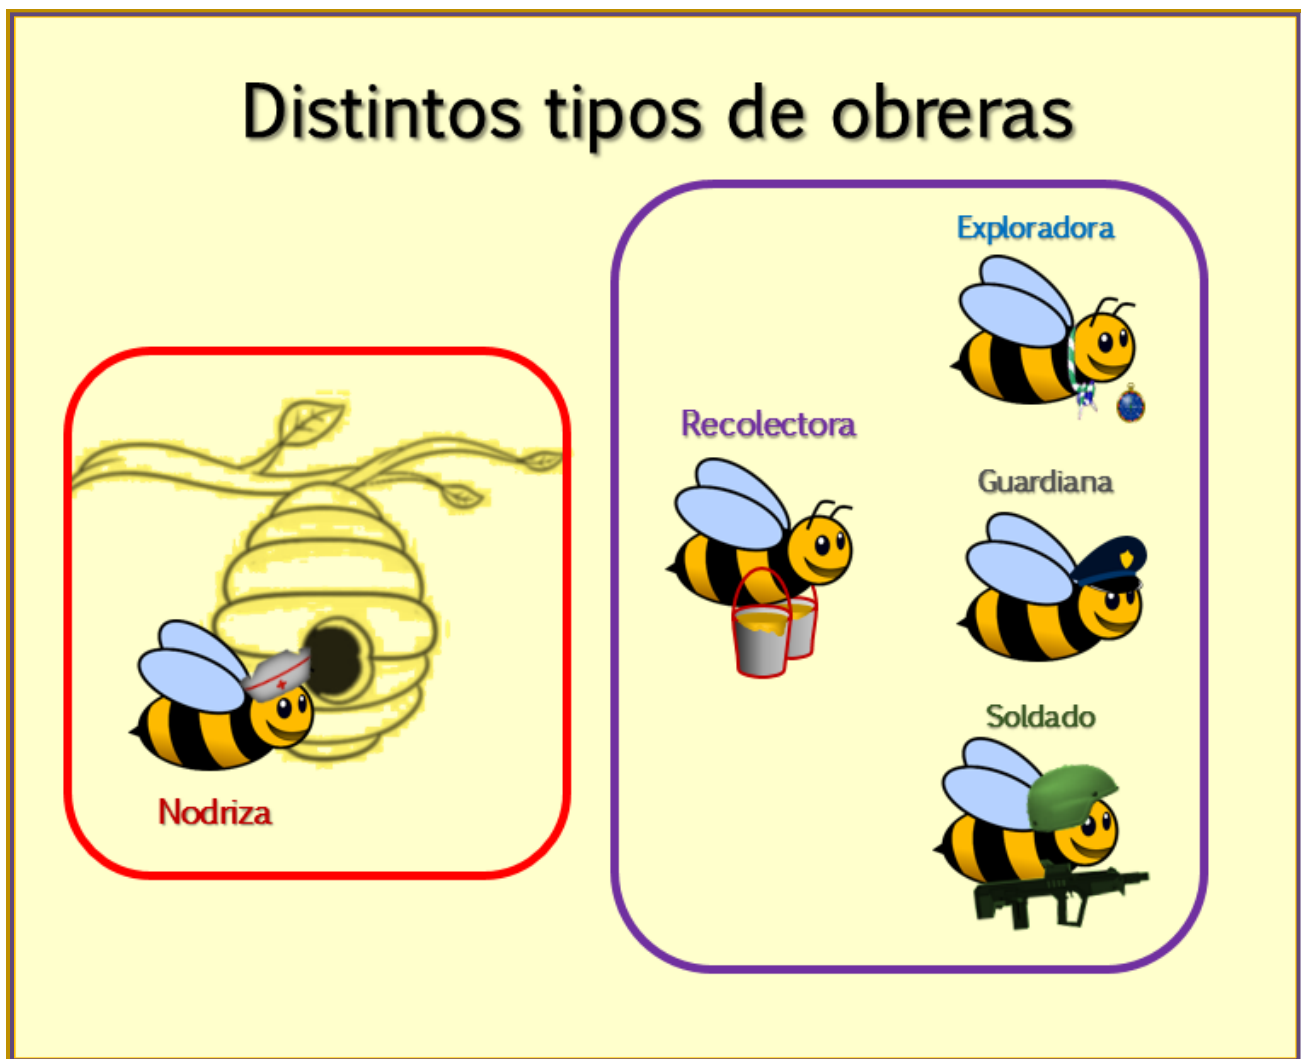 Distintos tipos de obreras
Exploradora
Recolectora
Guardiana
Soldado
Nodriza